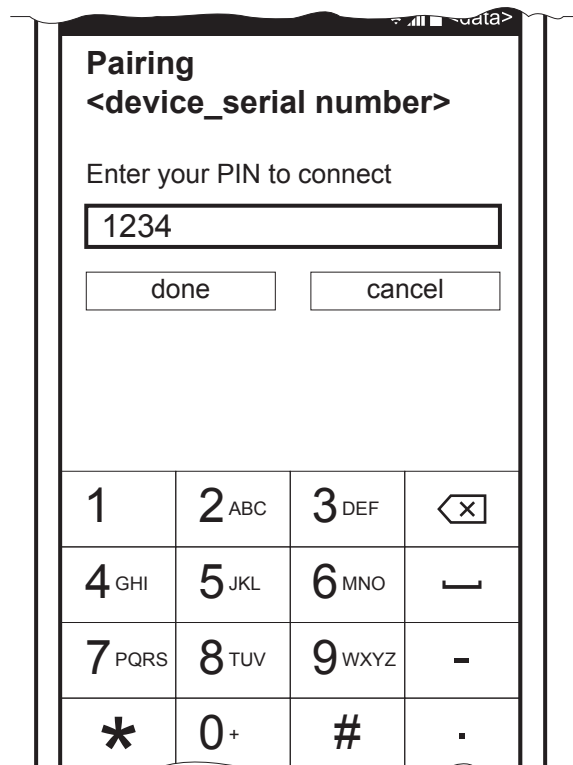 data>
Pairing
<device_serial number>
Enter your PIN to connect
1234
done cancel
1 2 ABC 3 DEF
4 GHI 5 JKL 6 MNO
7 PQRS 8 TUV 9 WXYZ -
* 0 + # .